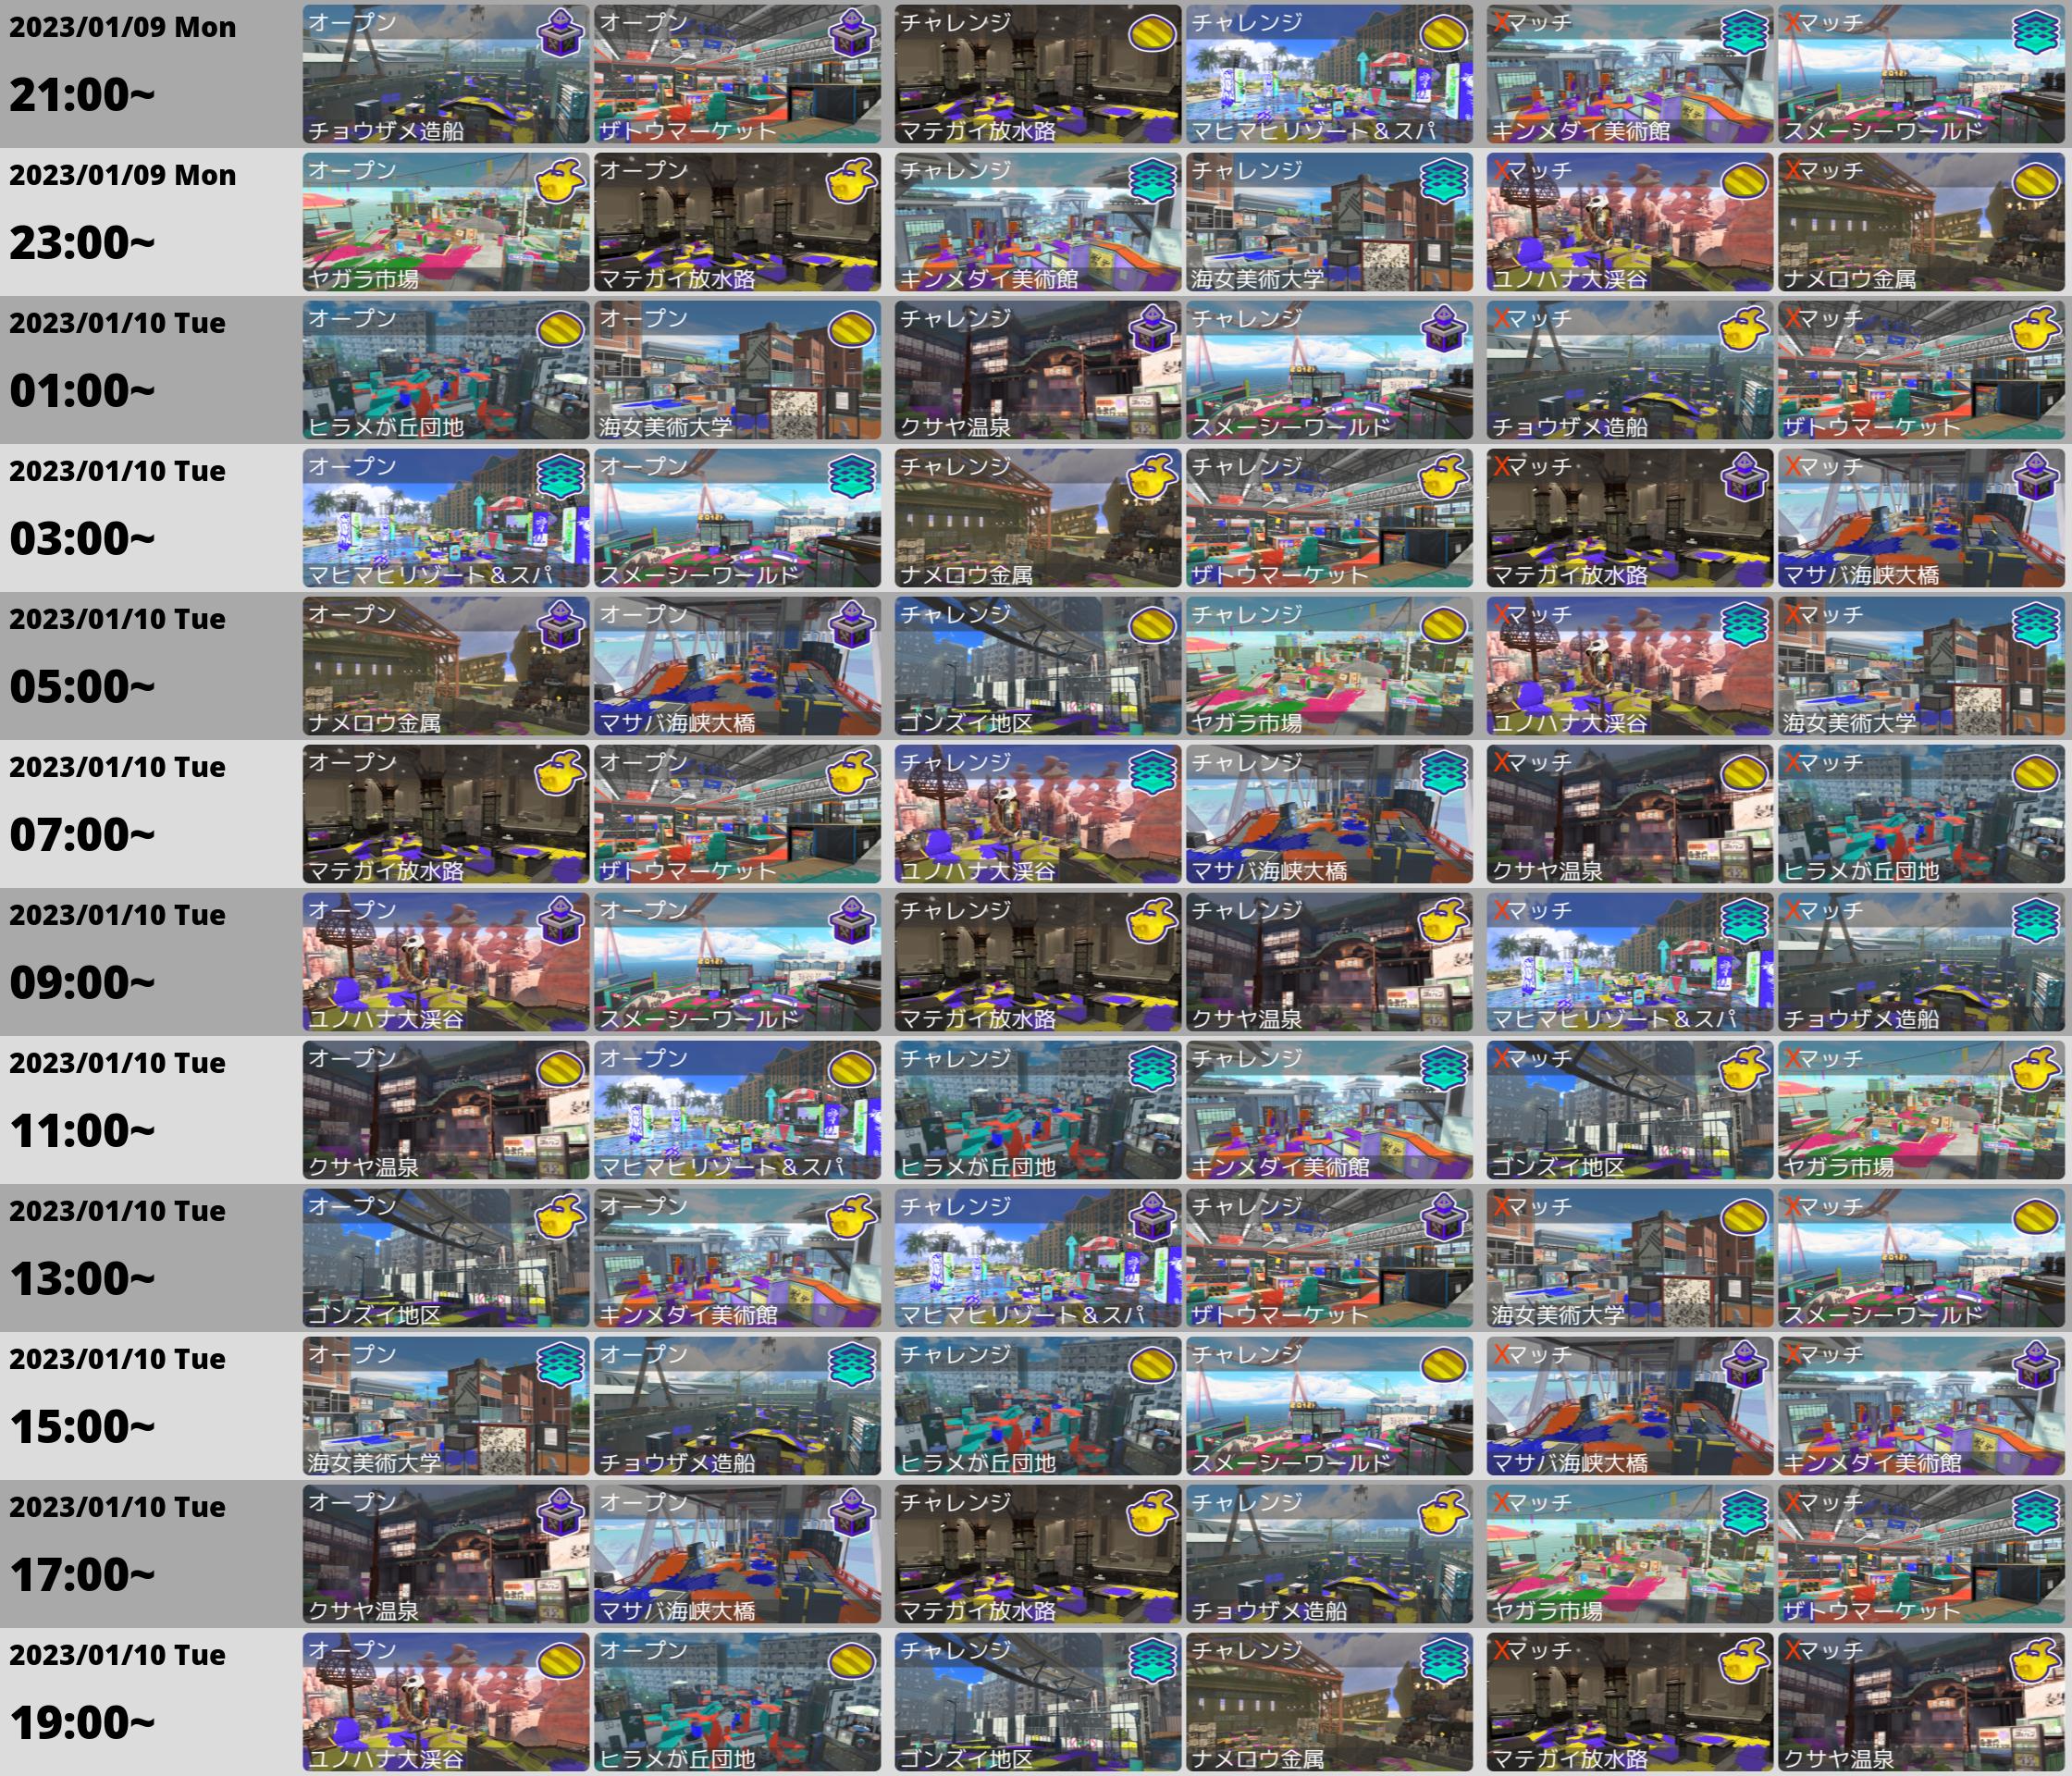 2023/01/09 Mon
21:00~
オープン オープン チャレンジ チャレンジ Xマッチ Xマッチ
チョウザメ造船 ザトウマーケット マテガイ放水路 マヒマヒリゾート&スパ キンメダイ美術館 スメーシーワールド
2023/01/09 Mon
23:00~
オープン オープン チャレンジ チャレンジ Xマッチ Xマッチ
ヤガラ市場 マテガイ放水路 キンメダイ美術館 海女美術大学 ユノハナ大渓谷 ナメロウ金属
2023/01/10 Tue
01:00~
オープン オープン チャレンジ チャレンジ Xマッチ Xマッチ
ヒラメが丘団地 海女美術大学 クサヤ温泉 スメーシーワールド チョウザメ造船 ザトウマーケット
2023/01/10 Tue
03:00~
オープン オープン チャレンジ チャレンジ Xマッチ Xマッチ
マヒマヒリゾート&スパ スメーシーワールド ナメロウ金属 ザトウマーケット マテガイ放水路 マサバ海峡大橋
2023/01/10 Tue
05:00~
オープン オープン チャレンジ チャレンジ Xマッチ Xマッチ
ナメロウ金属 マサバ海峡大橋 ゴンズイ地区 ヤガラ市場 ユノハナ大渓谷 海女美術大学
2023/01/10 Tue
07:00~
オープン オープン チャレンジ チャレンジ Xマッチ Xマッチ
マテガイ放水路 ザトウマーケット ユノハナ大渓谷 マサバ海峡大橋 クサヤ温泉 ヒラメが丘団地
2023/01/10 Tue
09:00~
オープン オープン チャレンジ チャレンジ Xマッチ Xマッチ
ユノハナ大渓谷 スメーシーワールド マテガイ放水路 クサヤ温泉 マヒマヒリゾート&スパ チョウザメ造船
2023/01/10 Tue
11:00~
オープン オープン チャレンジ チャレンジ Xマッチ Xマッチ
クサヤ温泉 マヒマヒリゾート&スパ ヒラメが丘団地 キンメダイ美術館 ゴンズイ地区 ヤガラ市場
2023/01/10 Tue
13:00~
オープン オープン チャレンジ チャレンジ Xマッチ Xマッチ
ゴンズイ地区 キンメダイ美術館 マヒマヒリゾート&スパ ザトウマーケット 海女美術大学 スメーシーワールド
2023/01/10 Tue
15:00~
オープン オープン チャレンジ チャレンジ Xマッチ Xマッチ
海女美術大学 チョウザメ造船 ヒラメが丘団地 スメーシーワールド マサバ海峡大橋 キンメダイ美術館
2023/01/10 Tue
17:00~
オープン オープン チャレンジ チャレンジ Xマッチ Xマッチ
クサヤ温泉 マサバ海峡大橋 マテガイ放水路 チョウザメ造船 ヤガラ市場 ザトウマーケット
2023/01/10 Tue
19:00~
オープン オープン チャレンジ チャレンジ Xマッチ Xマッチ
ユノハナ大渓谷 ヒラメが丘団地 ゴンズイ地区 ナメロウ金属 マテガイ放水路 クサヤ温泉